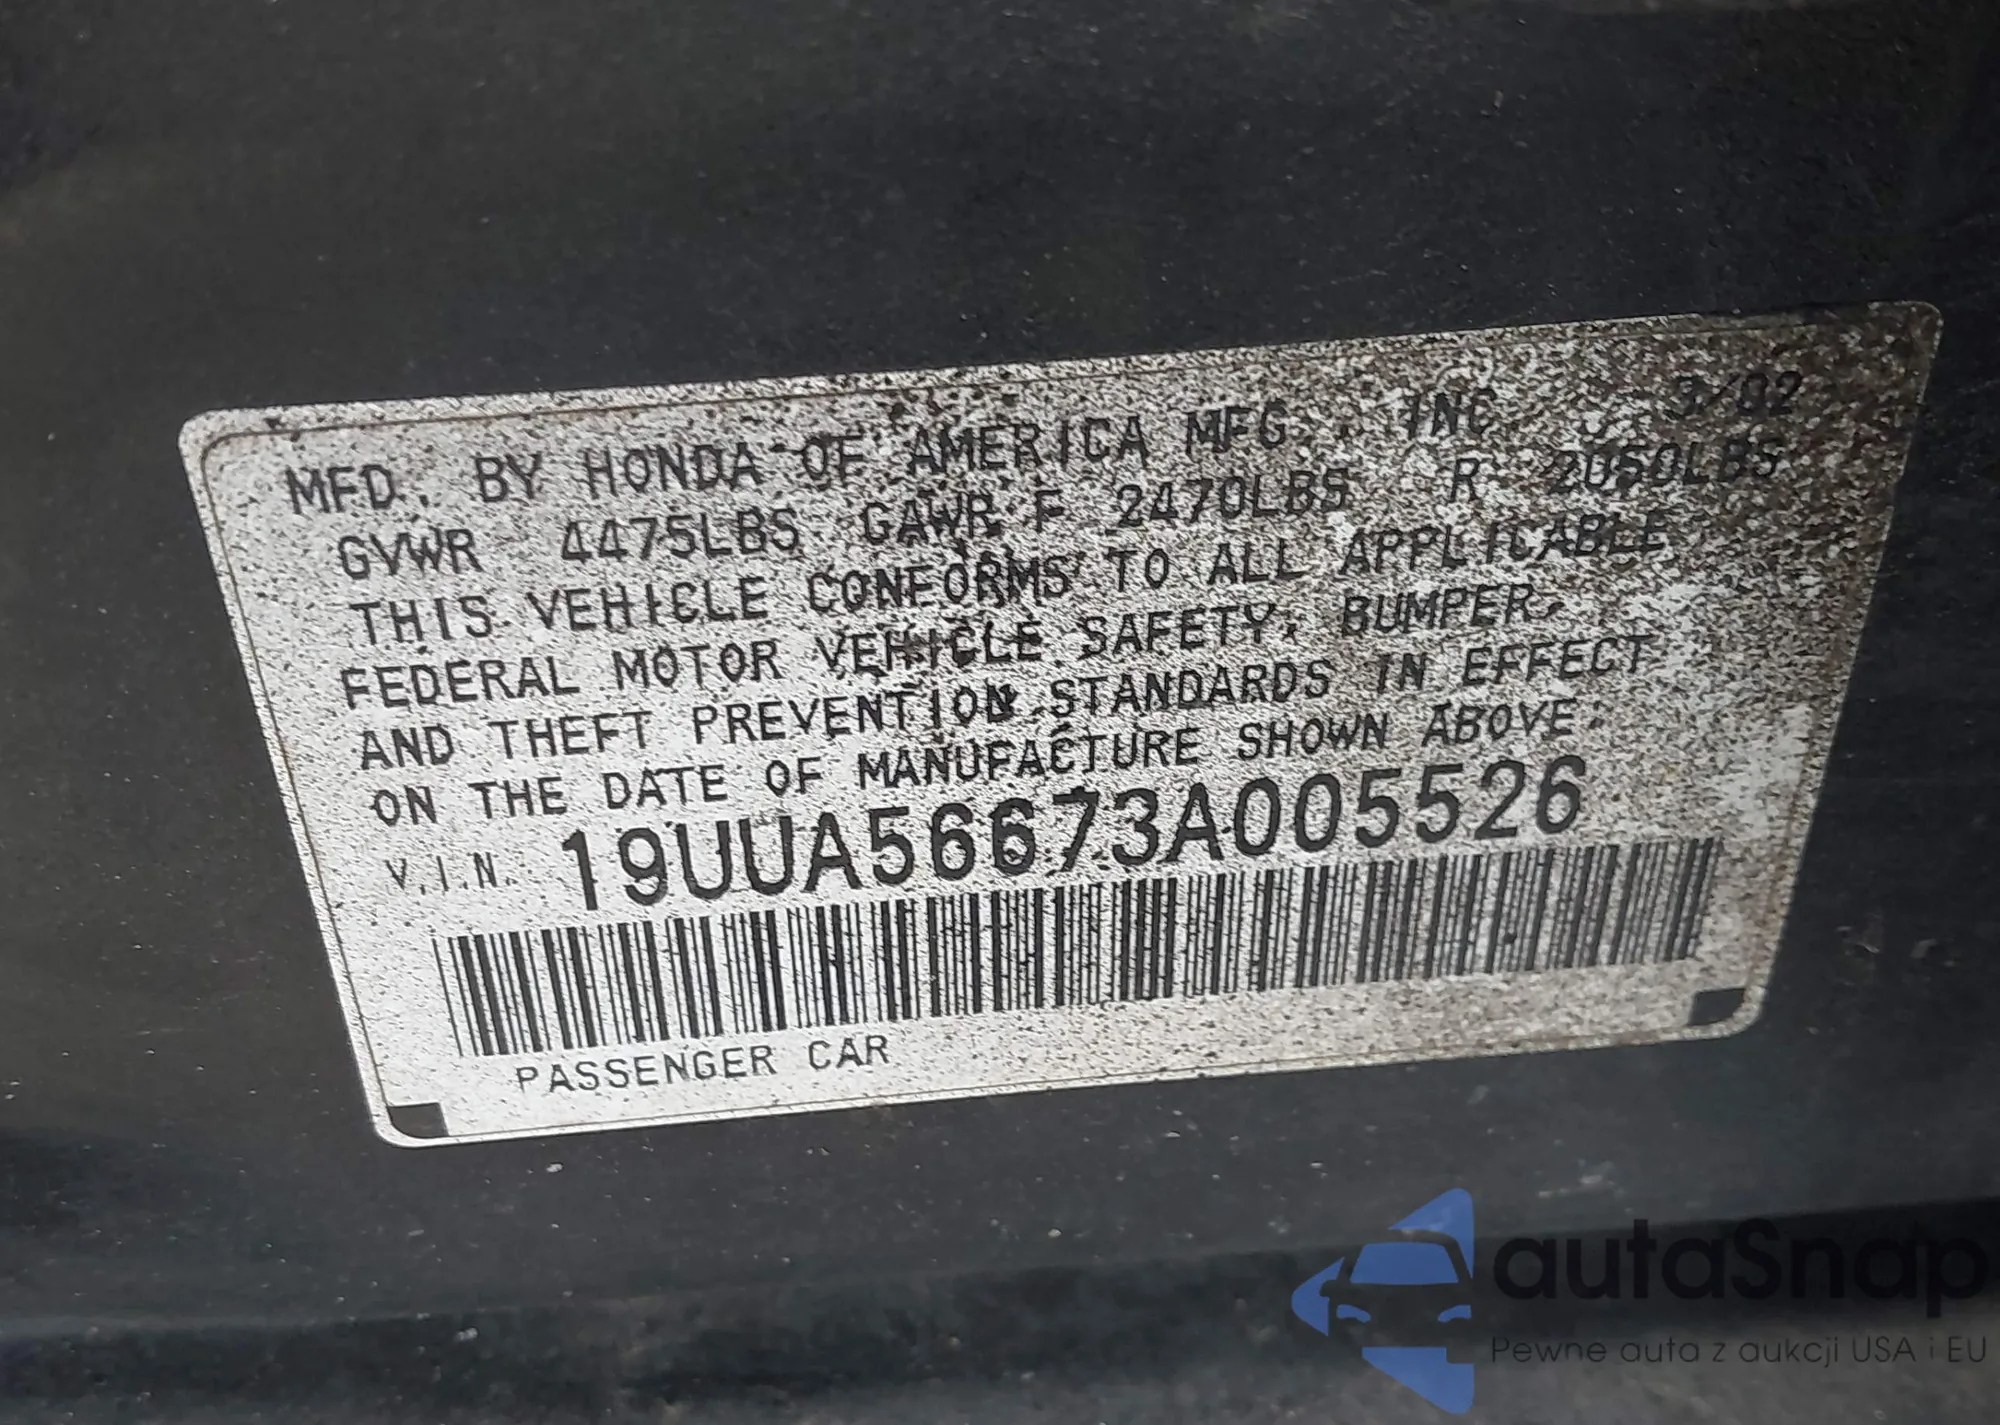 MFD. BY HONDA OF AMERICA MFG., INC 3/02
GVWR 4475LBS GAWR F 2470LBS R 2050LBS
THIS VEHICLE CONFORMS TO ALL APPLICABLE
FEDERAL MOTOR VEHICLE SAFETY, BUMPER,
AND THEFT PREVENTION STANDARDS IN EFFECT
ON THE DATE OF MANUFACTURE SHOWN ABOVE.
V.I.N. 19UUA56673A005526
PASSENGER CAR
autaSnap
Pewne auta z aukcji USA i EU